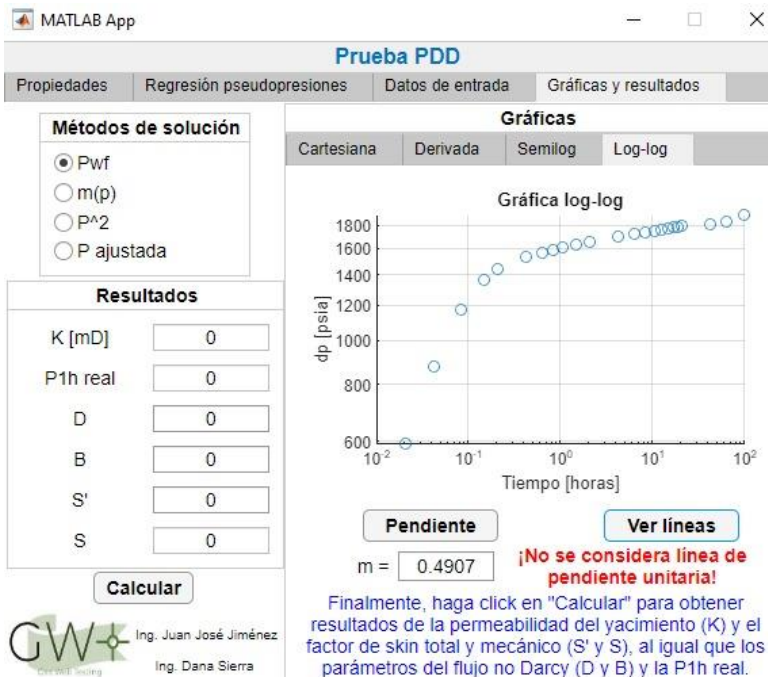 MATLAB App
Prueba PDD
Propiedades
Regresión pseudopresiones
Datos de entrada
Gráficas y resultados
Métodos de solución
Pwf
m(p)
P^2
P ajustada
Resultados
K [mD]
0
P1h real
0
D
0
B
0
S'
0
S
0
Calcular
GW
Ing. Juan José Jiménez
Ing. Dana Sierra
Gráficas
Cartesiana
Derivada
Semilog
Log-log
Gráfica log-log
dp [psia]
1800
1600
1400
1200
1000
800
600
10-2
10-1
100
101
102
Tiempo [horas]
Pendiente
Ver líneas
m =
0.4907
¡No se considera línea de
pendiente unitaria!
Finalmente, haga click en "Calcular" para obtener
resultados de la permeabilidad del yacimiento (K) y el
factor de skin total y mecánico (S' y S), al igual que los
parámetros del flujo no Darcy (D y B) y la P1h real.